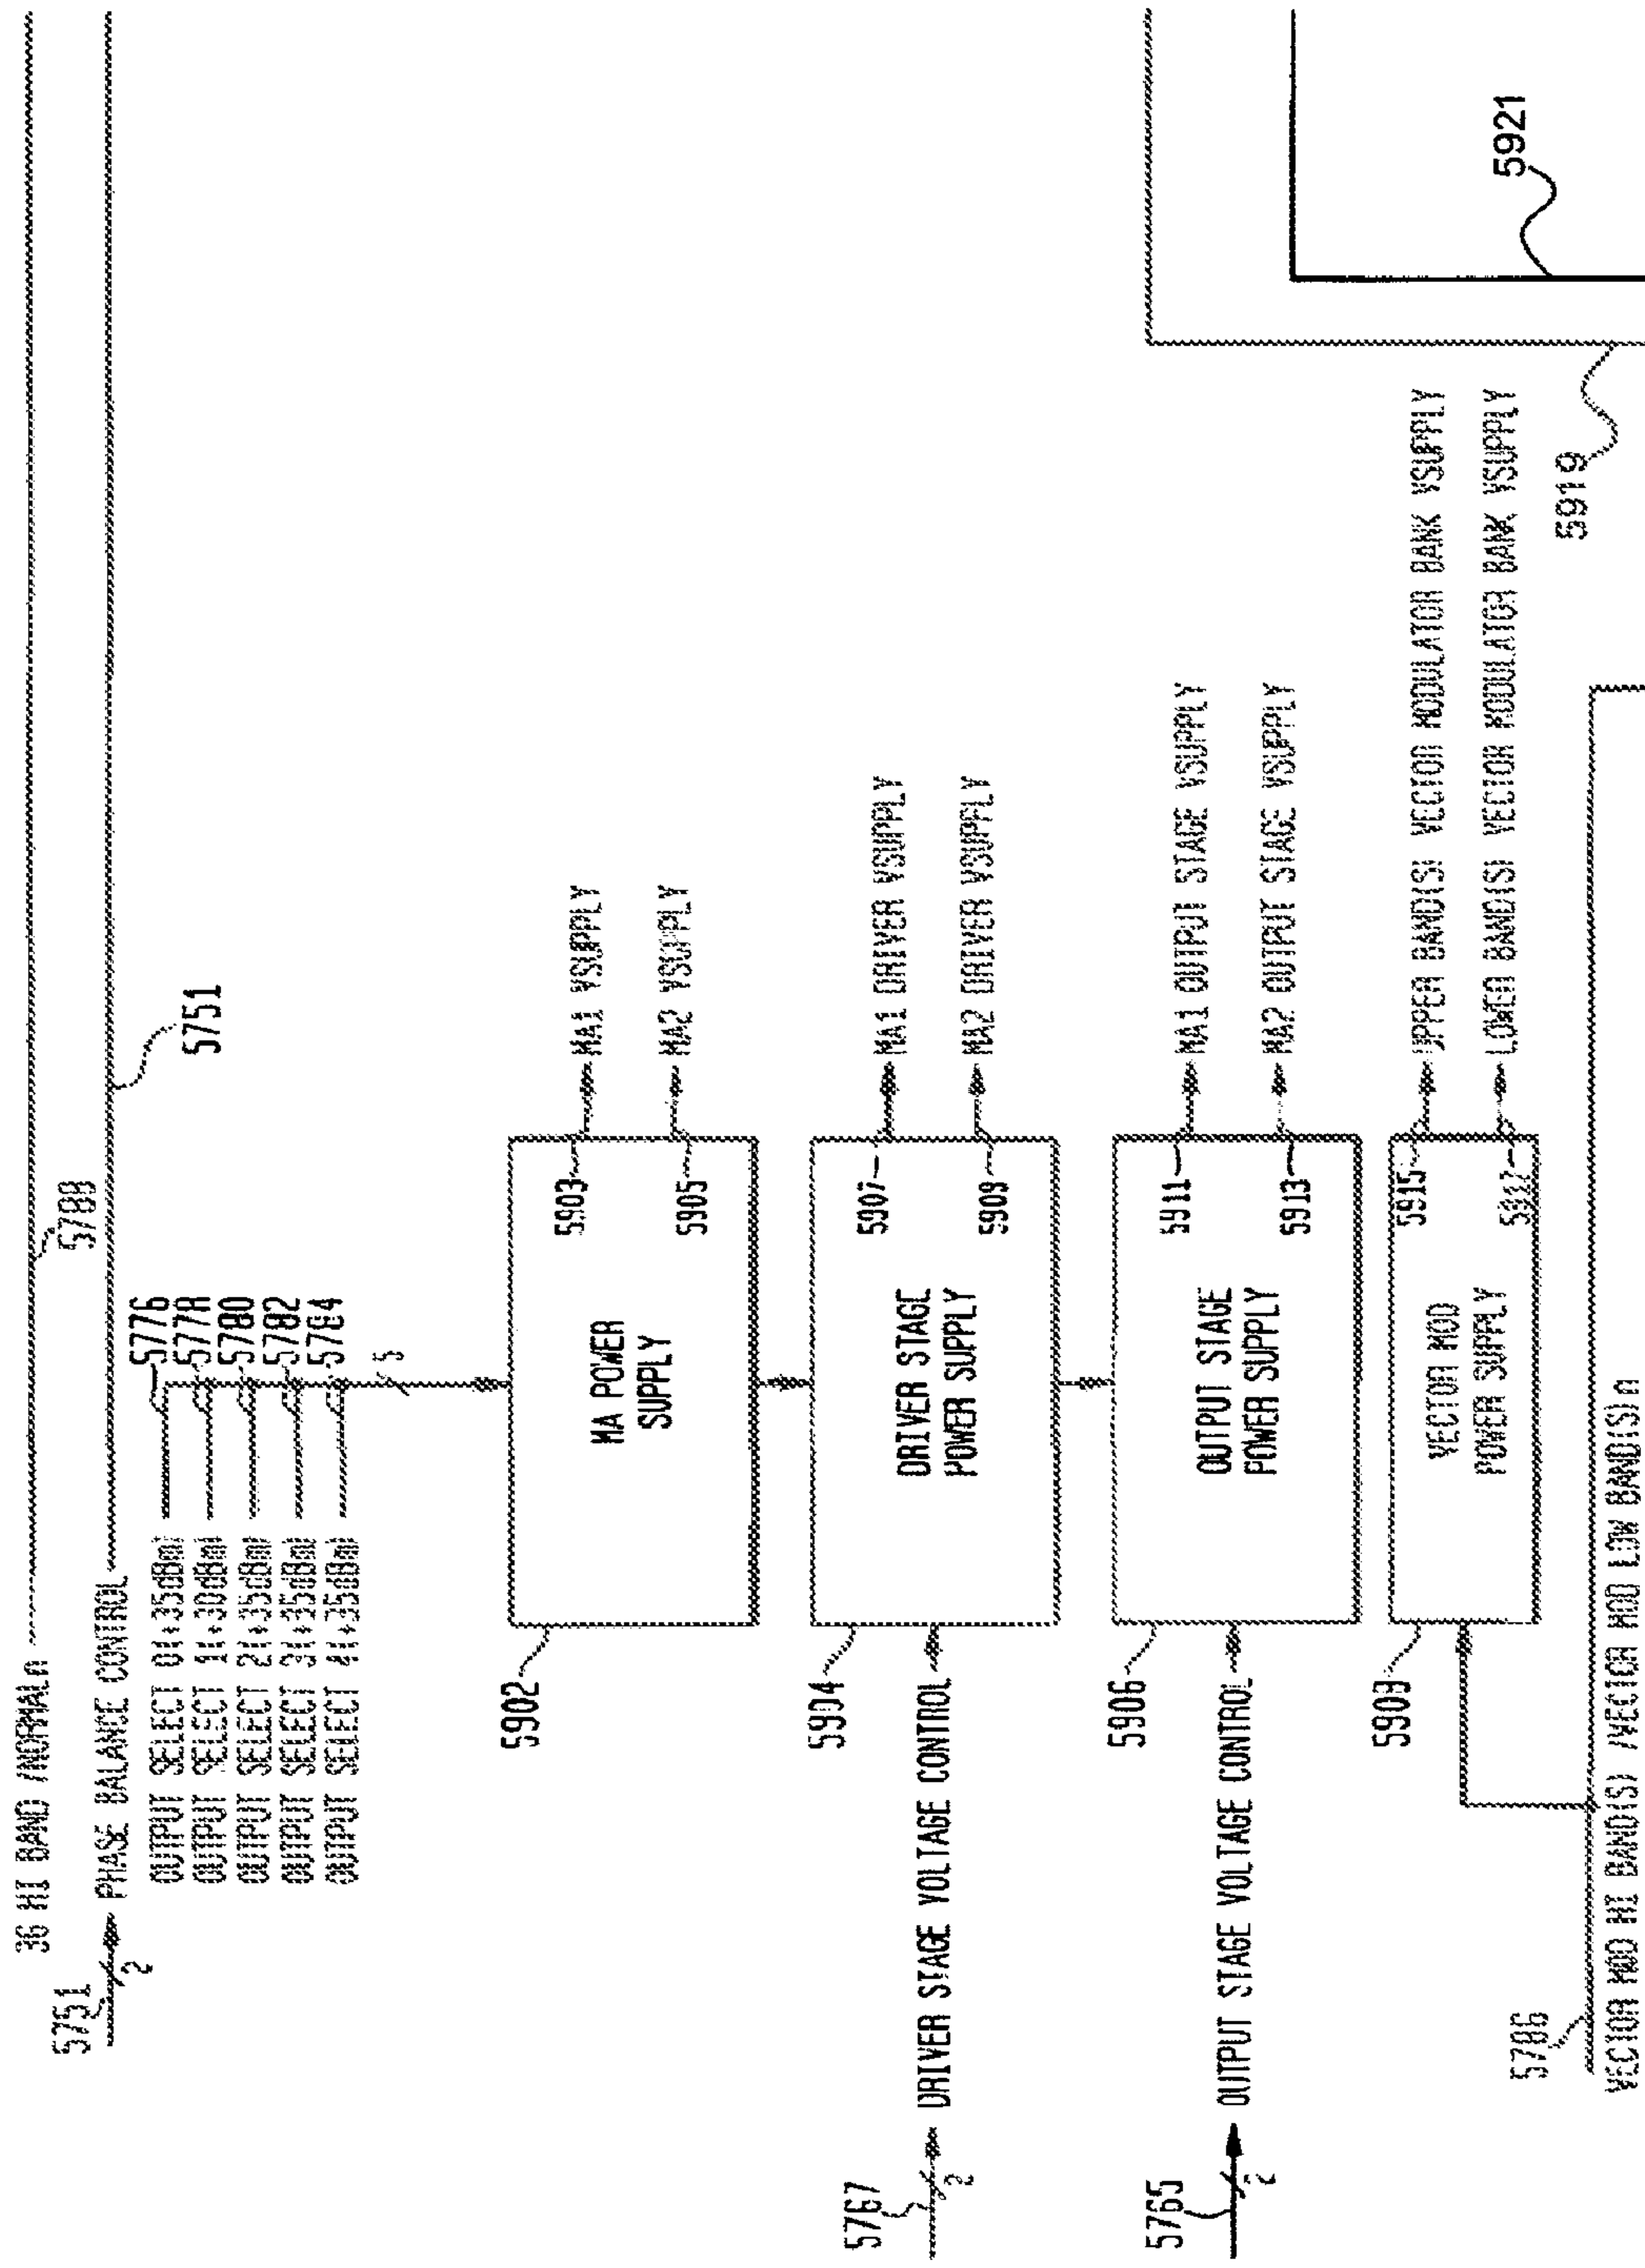 3G HI BAND /NORMALn
5788
5751
2
PHASE BALANCE CONTROL
5751
OUTPUT SELECT 0(+35dBm)
OUTPUT SELECT 1(+30dBm)
OUTPUT SELECT 2(+35dBm)
OUTPUT SELECT 3(+35dBm)
OUTPUT SELECT 4(+35dBm)
5776
5778
5780
5782
5784
5
5902
MA POWER
SUPPLY
5903
MA1 VSUPPLY
5905
MA2 VSUPPLY
5767
2
DRIVER STAGE VOLTAGE CONTROL
5904
DRIVER STAGE
POWER SUPPLY
5907
MA1 DRIVER VSUPPLY
5909
MA2 DRIVER VSUPPLY
5765
2
OUTPUT STAGE VOLTAGE CONTROL
5906
OUTPUT STAGE
POWER SUPPLY
5911
MA1 OUTPUT STAGE VSUPPLY
5913
MA2 OUTPUT STAGE VSUPPLY
5908
VECTOR MOD
POWER SUPPLY
5915
UPPER BAND(S) VECTOR MODULATOR BANK VSUPPLY
5917
LOWER BAND(S) VECTOR MODULATOR BANK VSUPPLY
5921
5919
5786
VECTOR MOD HI BAND(S) /VECTOR MOD LOW BAND(S)n